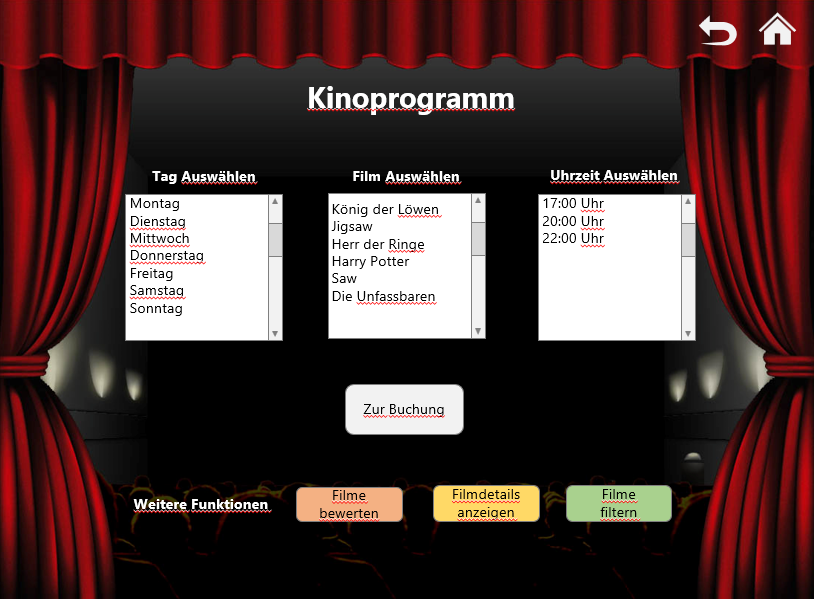 Kinoprogramm
Tag Auswählen
Film Auswählen
Uhrzeit Auswählen
Montag
Dienstag
Mittwoch
Donnerstag
Freitag
Samstag
Sonntag
König der Löwen
Jigsaw
Herr der Ringe
Harry Potter
Saw
Die Unfassbaren
17:00 Uhr
20:00 Uhr
22:00 Uhr
Zur Buchung
Weitere Funktionen
Filme
bewerten
Filmdetails
anzeigen
Filme
filtern